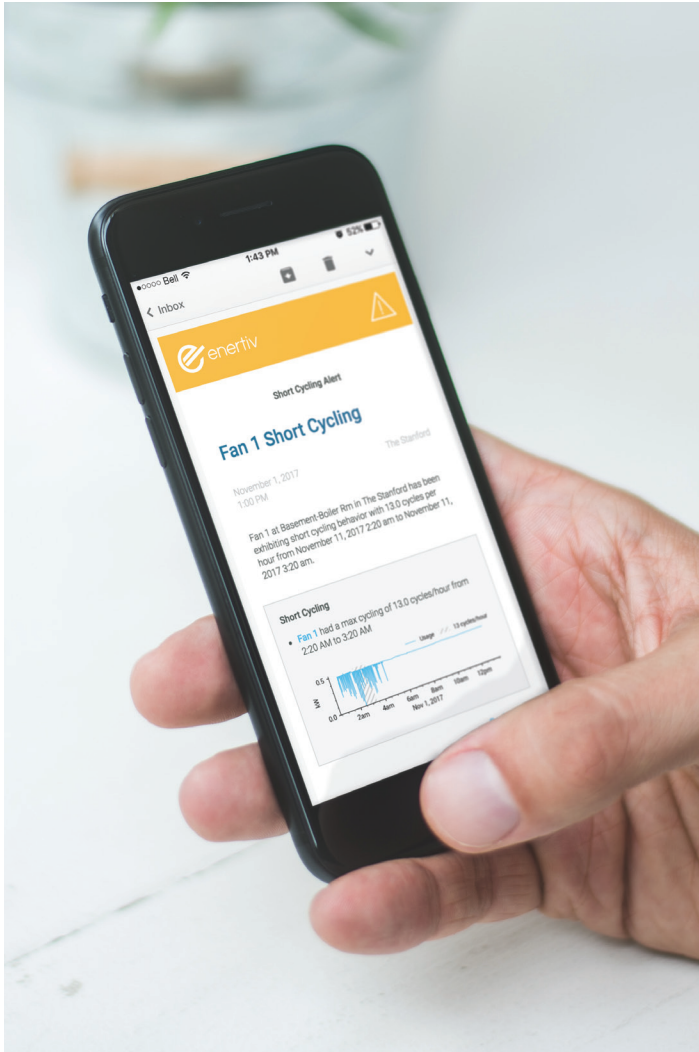 Bell 1:43 PM 52%
Inbox
enertiv
Short Cycling Alert
Fan 1 Short Cycling
November 1, 2017 The Stanford
1:00 PM
Fan 1 at Basement-Boiler Rm in The Stanford has been
exhibiting short cycling behavior with 13.0 cycles per
hour from November 11, 2017 2:20 am to November 11,
2017 3:20 am.
Short Cycling
• Fan 1 had a max cycling of 13.0 cycles/hour from
2:20 AM to 3:20 AM
Usage 13 cycles/hour
0.5
kW
0.0
2am 4am 6am 8am 10am 12pm
Nov 1, 2017